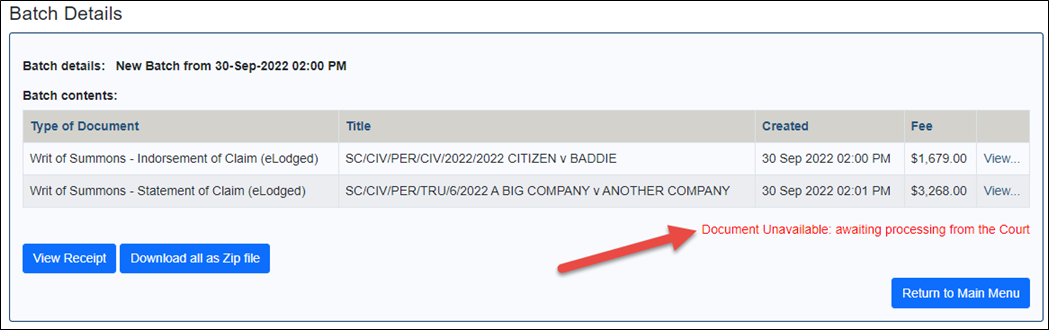 Batch Details
Batch details: New Batch from 30-Sep-2022 02:00 PM
Batch contents:
Type of Document Title Created Fee
Writ of Summons - Indorsement of Claim (eLodged) SC/CIV/PER/CIV/2022/2022 CITIZEN v BADDIE 30 Sep 2022 02:00 PM $1,679.00 View...
Writ of Summons - Statement of Claim (eLodged) SC/CIV/PER/TRU/6/2022 A BIG COMPANY v ANOTHER COMPANY 30 Sep 2022 02:01 PM $3,268.00 View...
Document Unavailable: awaiting processing from the Court
View Receipt Download all as Zip file
Return to Main Menu